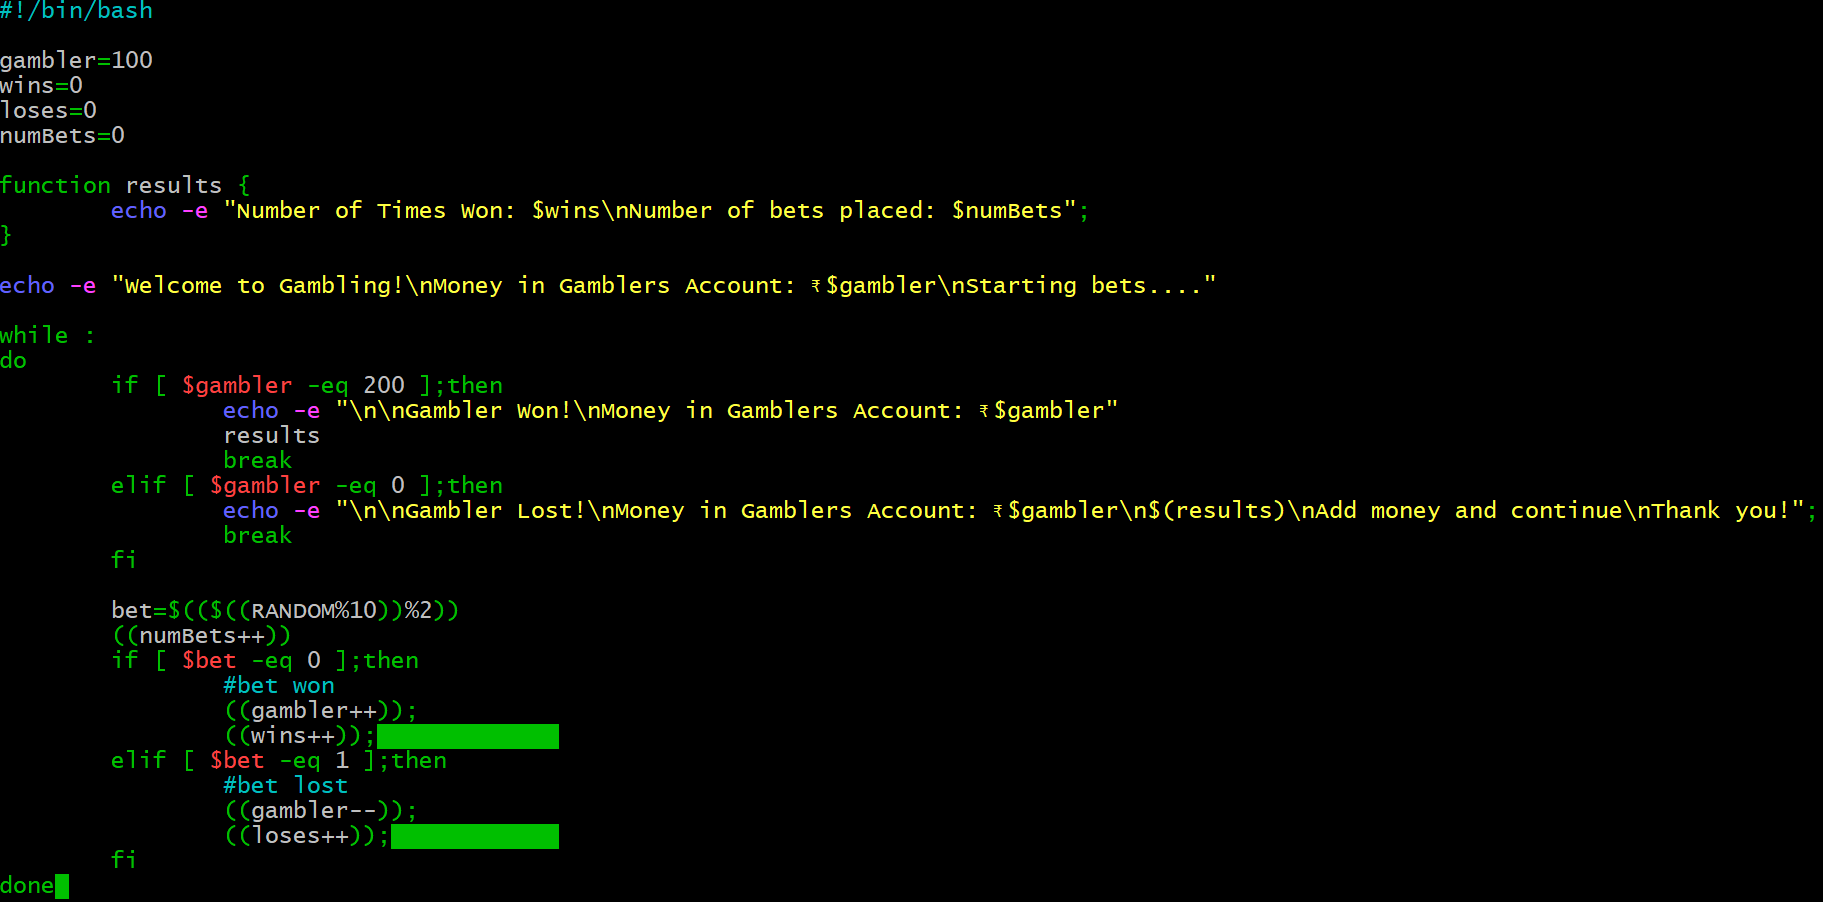 #!/bin/bash

gambler=100
wins=0
loses=0
numBets=0

function results {
        echo -e "Number of Times Won: $wins\nNumber of bets placed: $numBets";
}

echo -e "Welcome to Gambling!\nMoney in Gamblers Account: ₹$gambler\nStarting bets...."

while :
do
        if [ $gambler -eq 200 ];then
                echo -e "\n\nGambler Won!\nMoney in Gamblers Account: ₹$gambler"
                results
                break
        elif [ $gambler -eq 0 ];then
                echo -e "\n\nGambler Lost!\nMoney in Gamblers Account: ₹$gambler\n$(results)\nAdd money and continue\nThank you!";
                break
        fi

        bet=$(($((RANDOM%10))%2))
        ((numBets++))
        if [ $bet -eq 0 ];then
                #bet won
                ((gambler++));
                ((wins++));
        elif [ $bet -eq 1 ];then
                #bet lost
                ((gambler--));
                ((loses++));
        fi
done